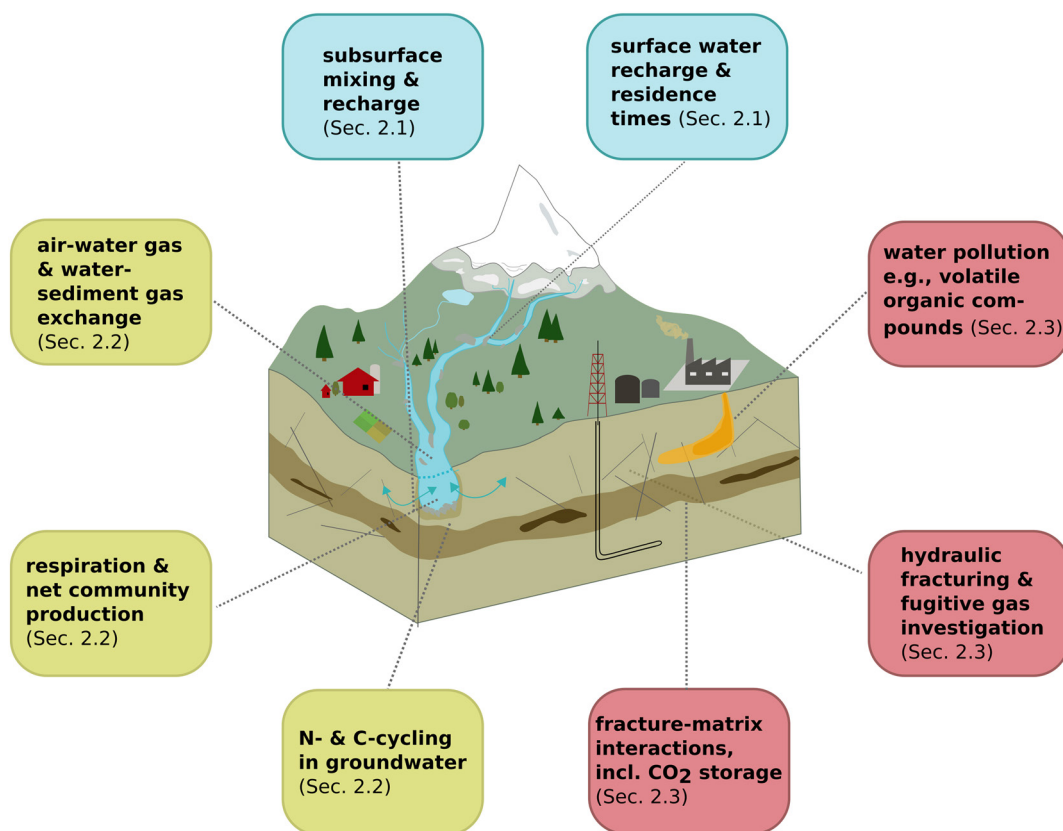 subsurface
mixing &
recharge
(Sec. 2.1)
surface water
recharge &
residence
times (Sec. 2.1)
air-water gas
& water-
sediment gas
exchange
(Sec. 2.2)
water pollution
e.g., volatile
organic com-
pounds (Sec. 2.3)
respiration &
net community
production
(Sec. 2.2)
hydraulic
fracturing &
fugitive gas
investigation
(Sec. 2.3)
N- & C-cycling
in groundwater
(Sec. 2.2)
fracture-matrix
interactions,
incl. CO2 storage
(Sec. 2.3)